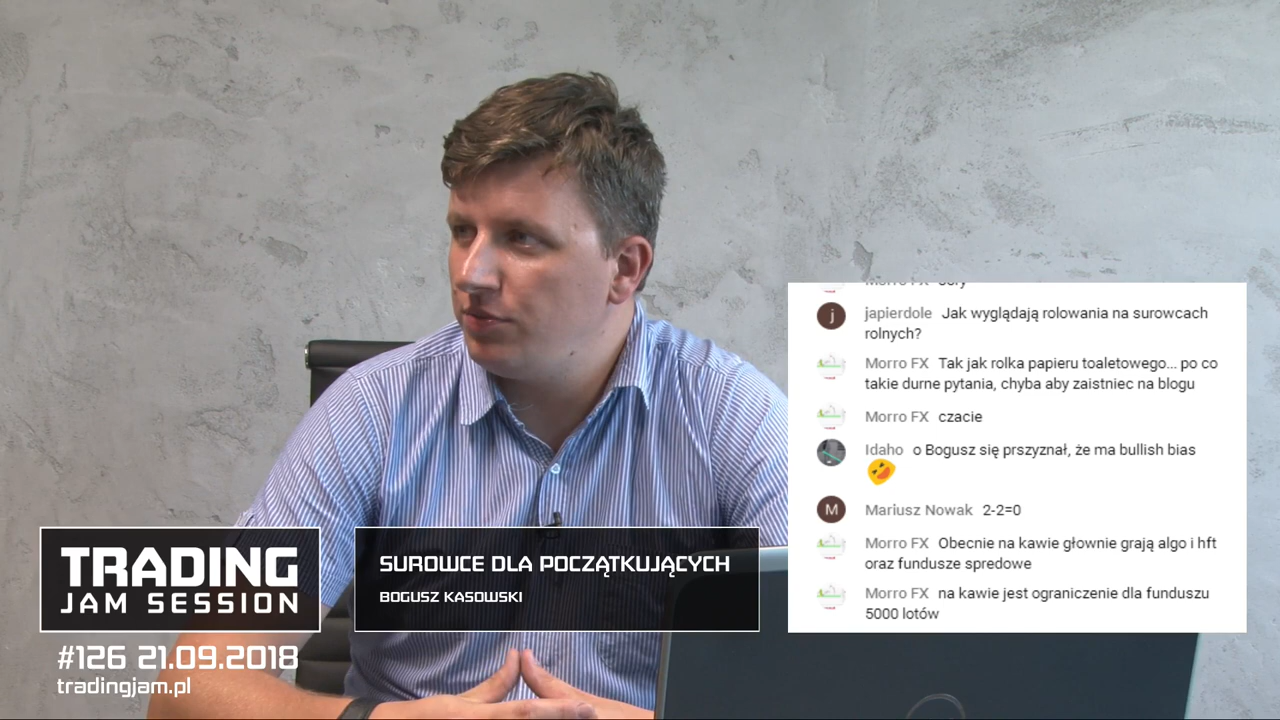 Morro FX
japierdole Jak wyglądają rolowania na surowcach
rolnych?
Morro FX Tak jak rolka papieru toaletowego... po co
takie durne pytania, chyba aby zaistniec na blogu
Morro FX czacie
Idaho o Bogusz się prszyznał, że ma bullish bias
M Mariusz Nowak 2-2=0
Morro FX Obecnie na kawie głownie grają algo i hft
oraz fundusze spredowe
Morro FX na kawie jest ograniczenie dla funduszu
5000 lotów
TRADING
JAM SESSION
SUROWCE DLA POCZĄTKUJĄCYCH
BOGUSZ KASOWSKI
#126 21.09.2018
tradingjam.pl